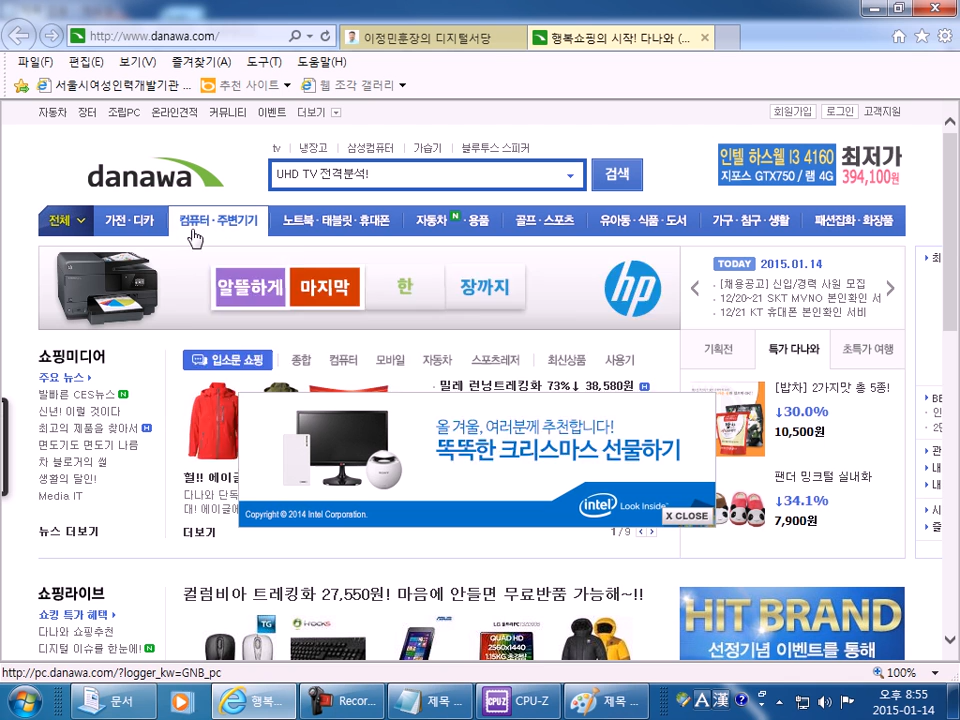 http://www.danawa.com/
이정민훈장의 디지털서당
행복쇼핑의 시작! 다나와 (...
파일(F) 편집(E) 보기(V) 즐겨찾기(A) 도구(T) 도움말(H)
서울시여성인력개발기관 ... 추천 사이트 웹 조각 갤러리
자동차 장터 조립PC 온라인견적 커뮤니티 이벤트 더보기
회원가입 로그인 고객지원
tv 냉장고 삼성컴퓨터 가습기 블루투스 스피커
danawa
UHD TV 전격분석!
검색
인텔 하스웰 I3 4160
지포스 GTX750 / 램 4G
최저가
394,100원
전체 가전·디카 컴퓨터·주변기기 노트북·태블릿·휴대폰 자동차 N ·용품 골프·스포츠 유아동·식품·도서 가구·침구·생활 패션잡화·화장품
알뜰하게 마지막 한 장까지
hp
TODAY 2015.01.14
· [채용공고] 신입/경력 사원 모집
· 12/20~21 SKT MVNO 본인확인 서
· 12/21 KT 휴대폰 본인확인 서비
기획전 특가 다나와 초특가 여행
쇼핑미디어
주요 뉴스
발빠른 CES뉴스 N
신년! 이럴 것이다
최고의 제품을 찾아서 H
면도기도 면도기 나름
차 블로거의 썰
생활의 달인!
Media IT
뉴스 더보기
입소문 쇼핑 종합 컴퓨터 모바일 자동차 스포츠레저 최신상품 사용기
· 밀레 런닝트레킹화 73%↓ 38,580원 H
헐!! 에이글
다나와 단독
대! 에이글어
더보기
1 / 9
올 겨울, 여러분께 추천합니다!
똑똑한 크리스마스 선물하기
Copyright © 2014 Intel Corporation.
intel Look Inside.
X CLOSE
[밥차] 2가지맛 총 5종!
↓30.0%
10,500원
팬더 밍크털 실내화
↓34.1%
7,900원
쇼핑라이브
쇼킹 특가 혜택
다나와 쇼핑추천
디지털 이슈를 한눈에! N
컬럼비아 트레킹화 27,550원! 마음에 안들면 무료반품 가능해~!!
TG
i-rocks
ASUS
QUAD HD
2560x1440
1.15KG 초경량
HIT BRAND
선정기념 이벤트를 통해
http://pc.danawa.com/?logger_kw=GNB_pc
100%
문서
행복...
Recor...
제목 ...
CPU-Z
제목 ...
A 漢
오후 8:55
2015-01-14